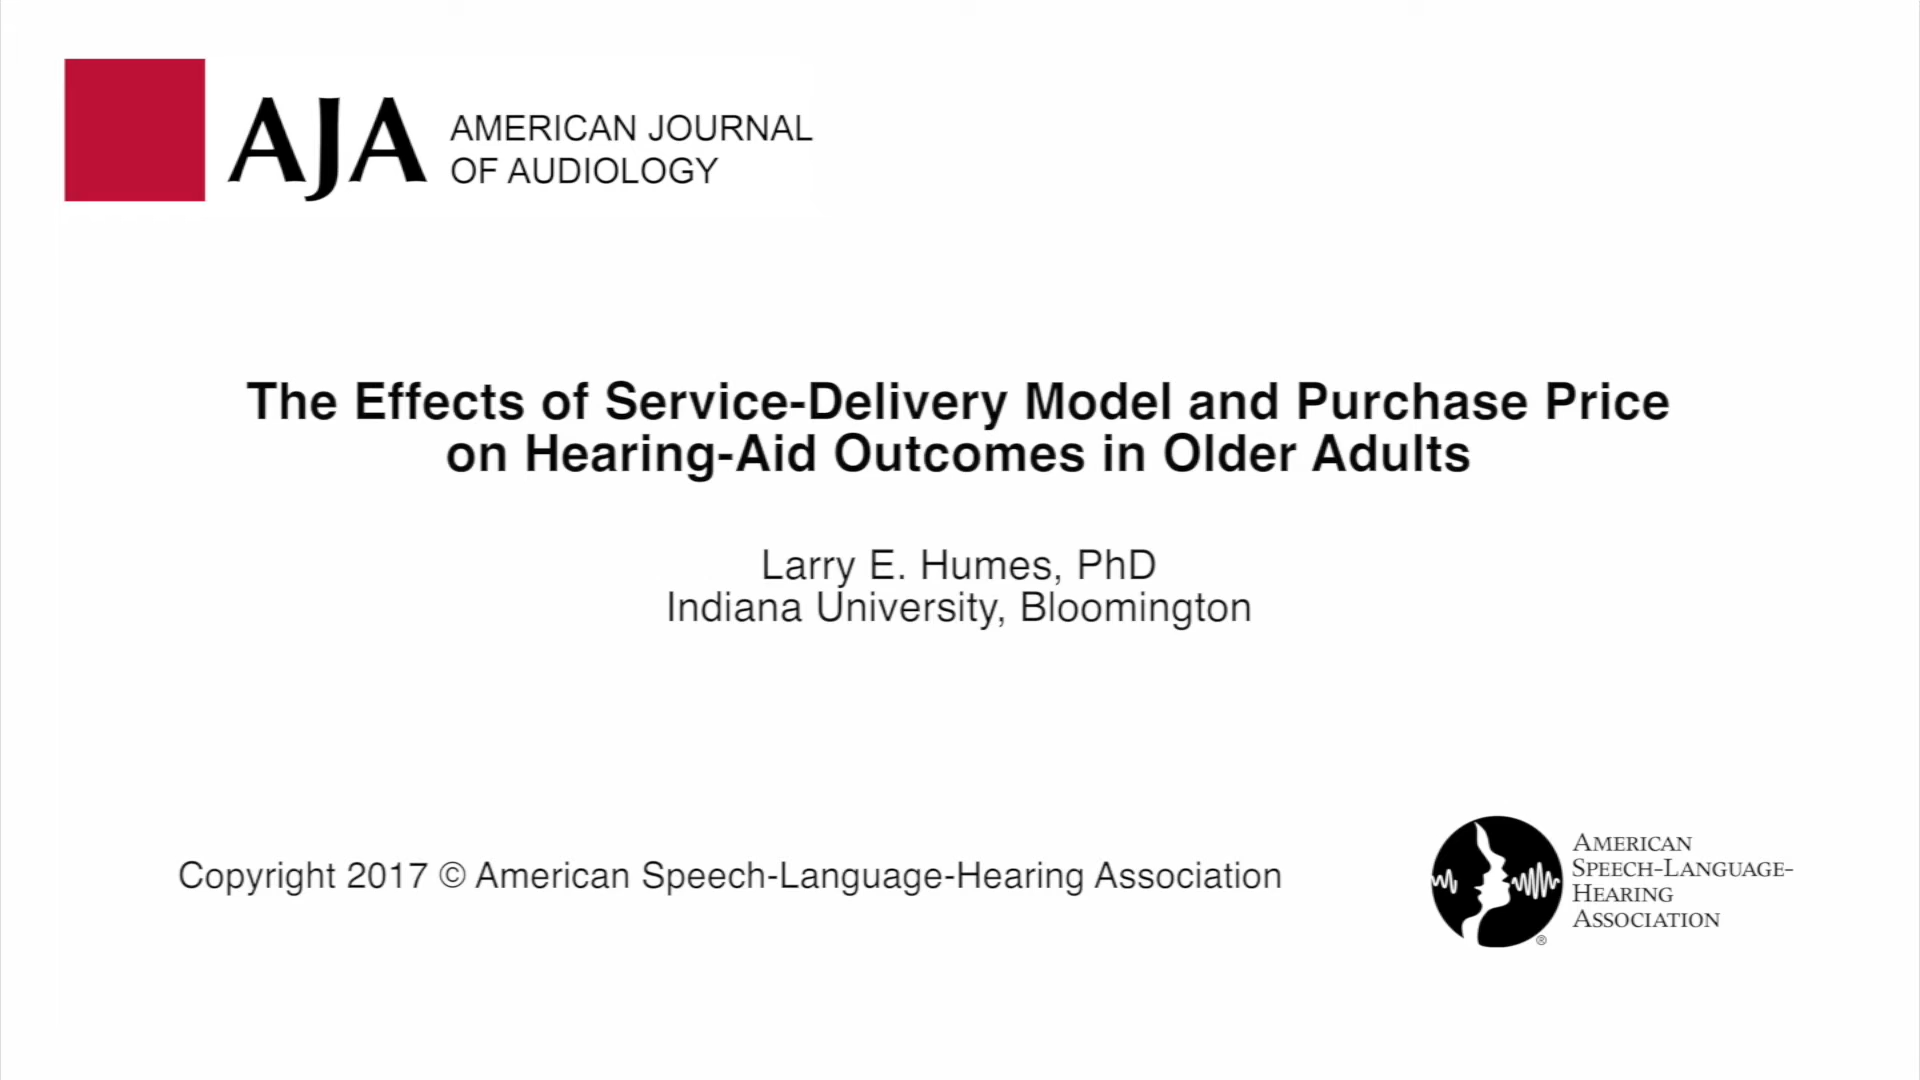 AJA AMERICAN JOURNAL
OF AUDIOLOGY
The Effects of Service-Delivery Model and Purchase Price
on Hearing-Aid Outcomes in Older Adults
Larry E. Humes, PhD
Indiana University, Bloomington
Copyright 2017 © American Speech-Language-Hearing Association
AMERICAN
SPEECH-LANGUAGE-
HEARING
ASSOCIATION
®